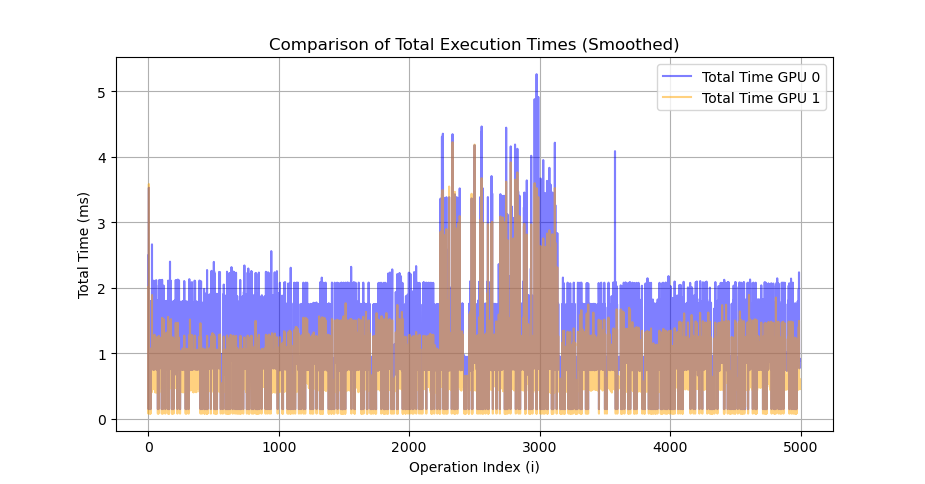 Comparison of Total Execution Times (Smoothed)
Total Time GPU 0
Total Time GPU 1
Total Time (ms)
5
4
3
2
1
0
0 1000 2000 3000 4000 5000
Operation Index (i)